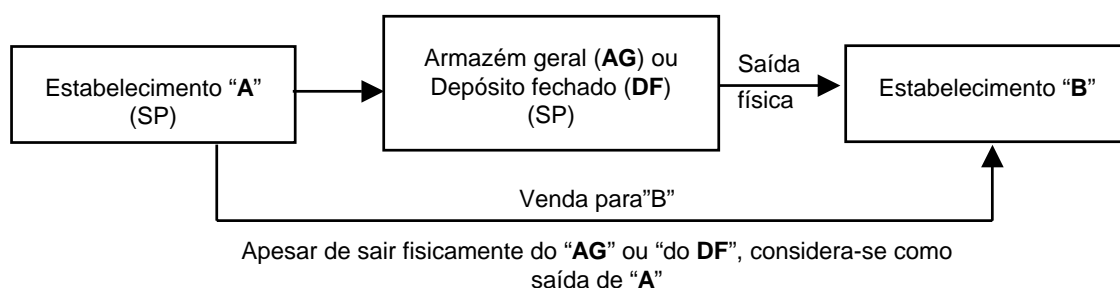 Estabelecimento “A”
(SP)
Armazém geral (AG) ou
Depósito fechado (DF)
(SP)
Saída
física
Estabelecimento “B”
Venda para”B”
Apesar de sair fisicamente do “AG” ou “do DF”, considera-se como
saída de “A”